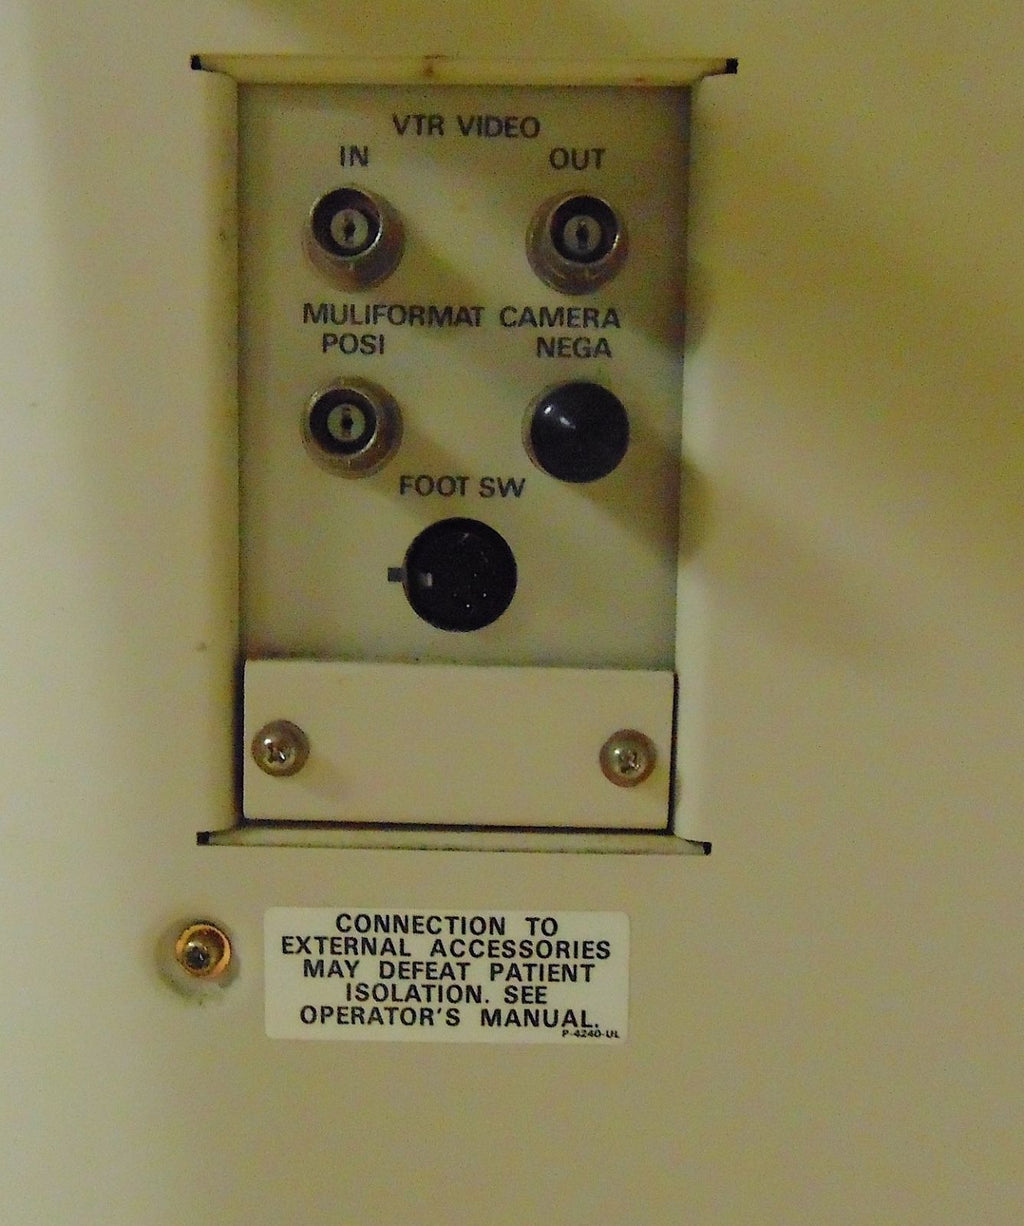 VTR VIDEO
IN OUT
MULIFORMAT CAMERA
POSI NEGA
FOOT SW
CONNECTION TO
EXTERNAL ACCESSORIES
MAY DEFEAT PATIENT
ISOLATION. SEE
OPERATOR'S MANUAL.
P-4240-UL